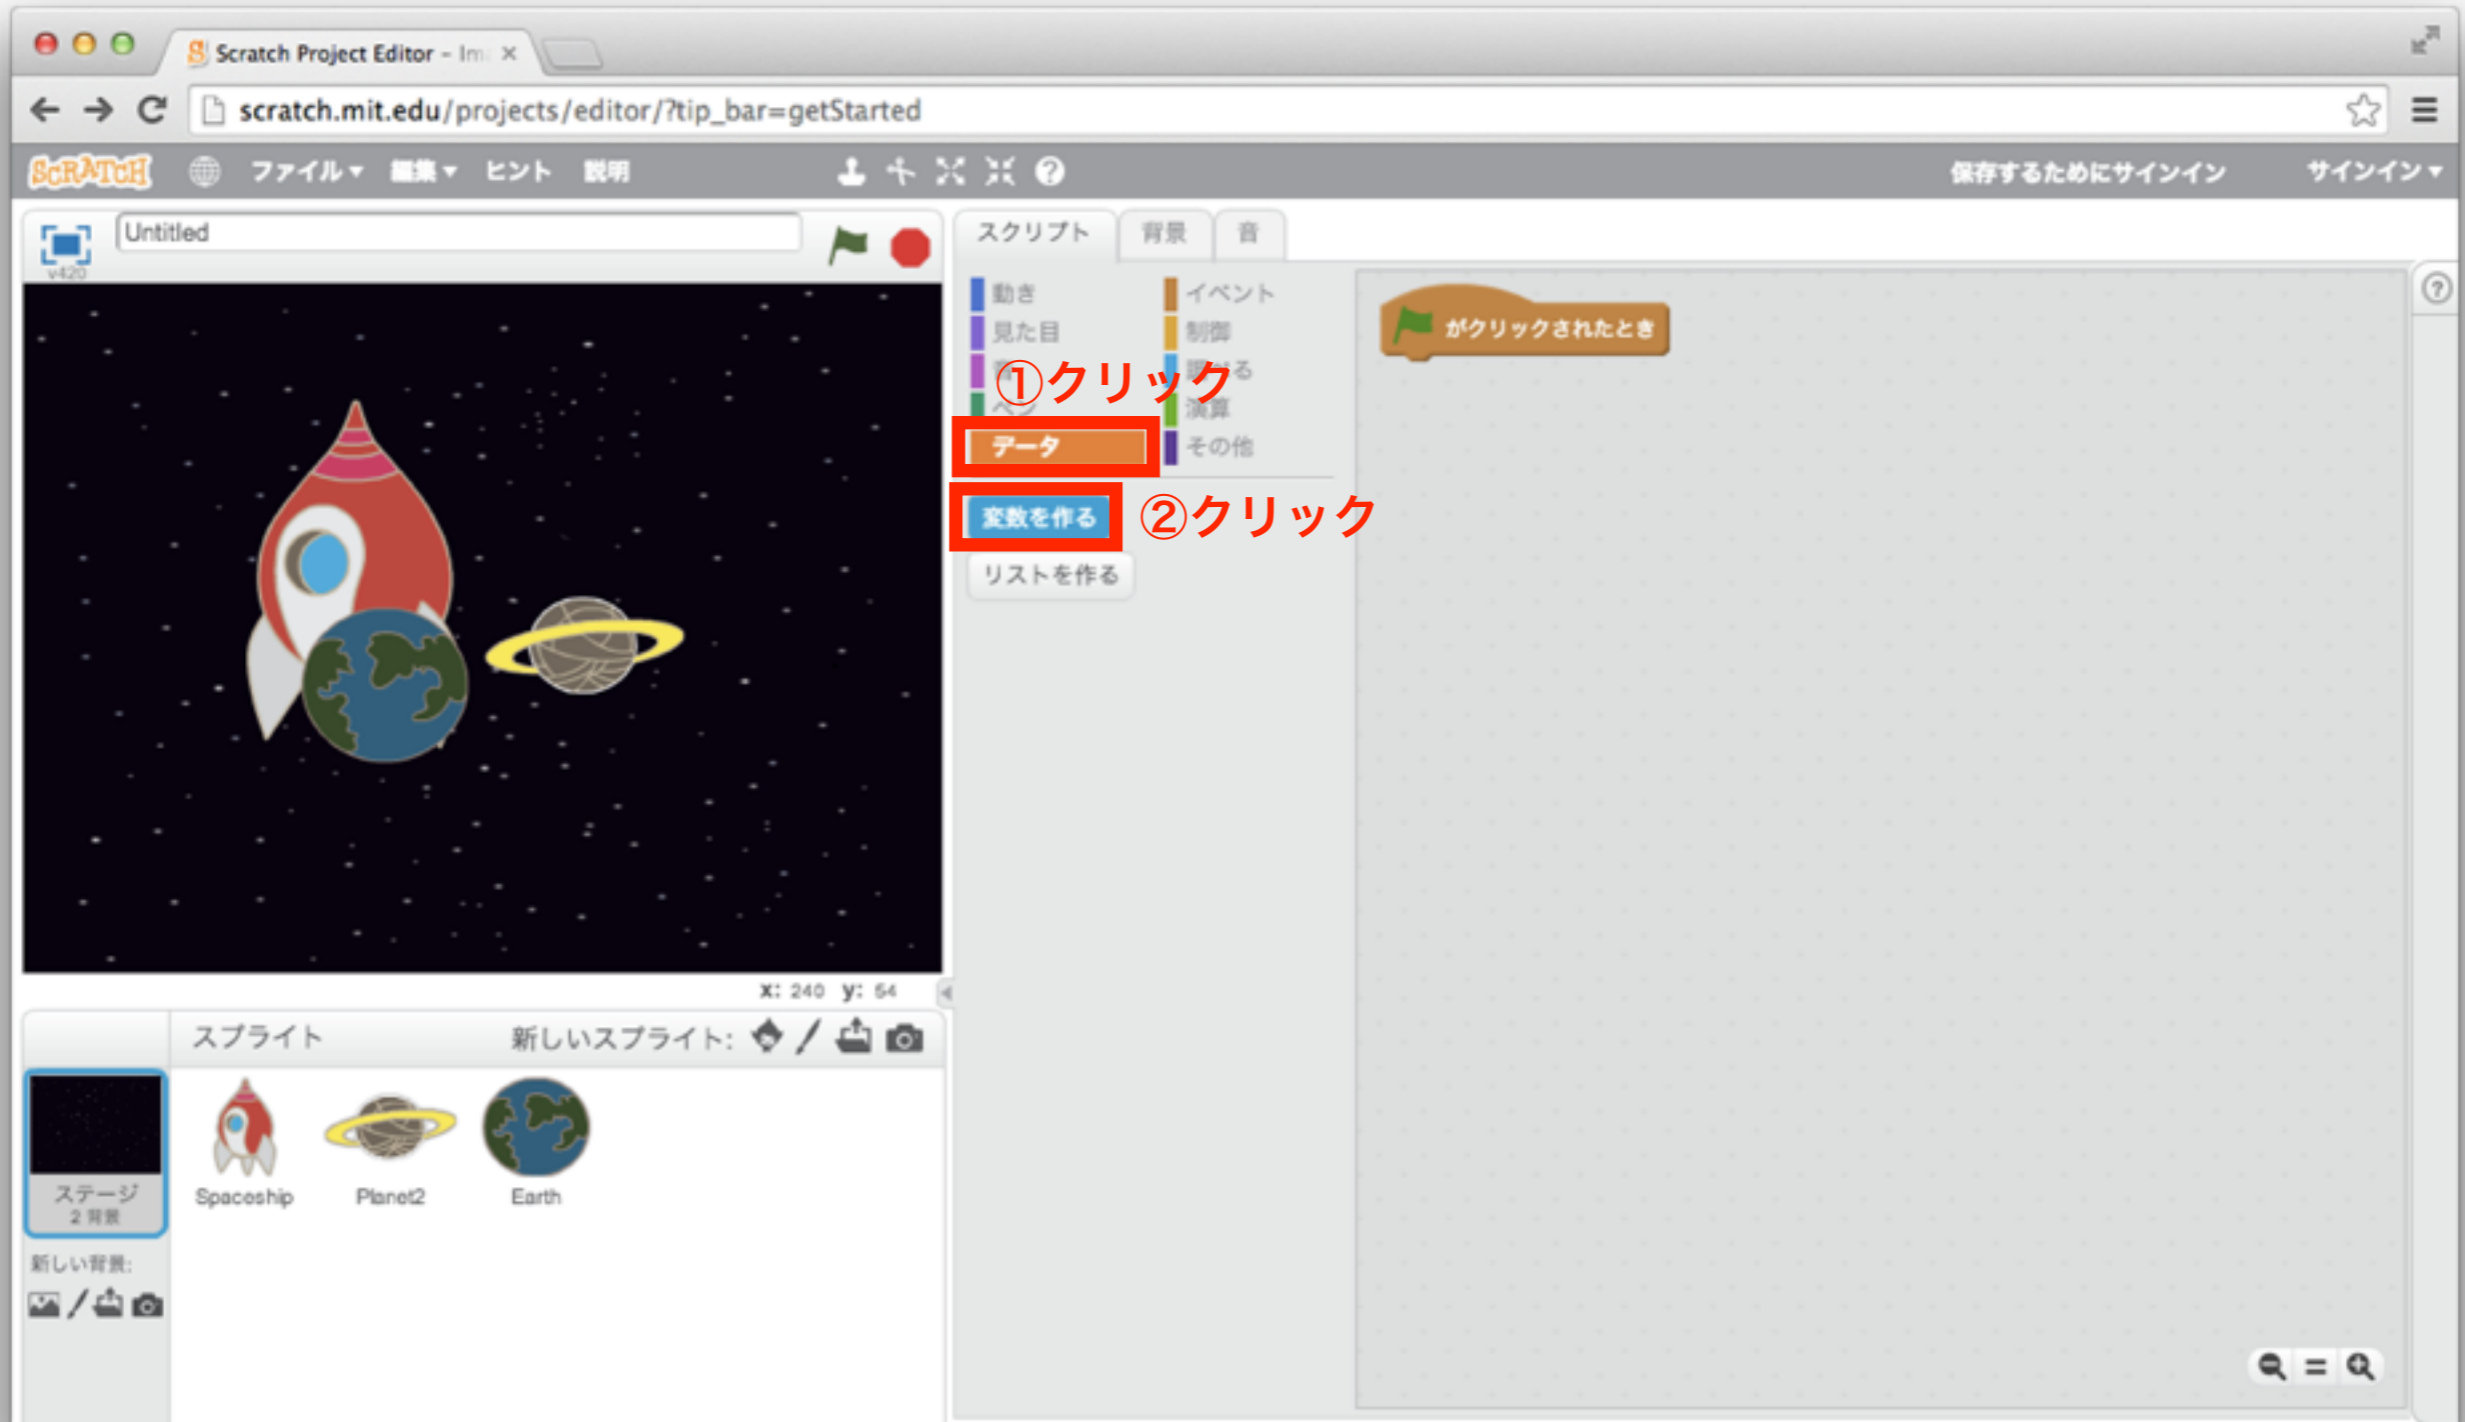 Scratch Project Editor - Im
scratch.mit.edu/projects/editor/?tip_bar=getStarted
SCRATCH ファイル 編集 ヒント 説明 保存するためにサインイン サインイン
Untitled
v420
スクリプト 背景 音
動き イベント
見た目 制御
音 調べる
①クリック
ペン 演算
データ その他
変数を作る ②クリック
リストを作る
がクリックされたとき
x: 240 y: 54
スプライト 新しいスプライト:
ステージ
2 背景
Spaceship Planet2 Earth
新しい背景: